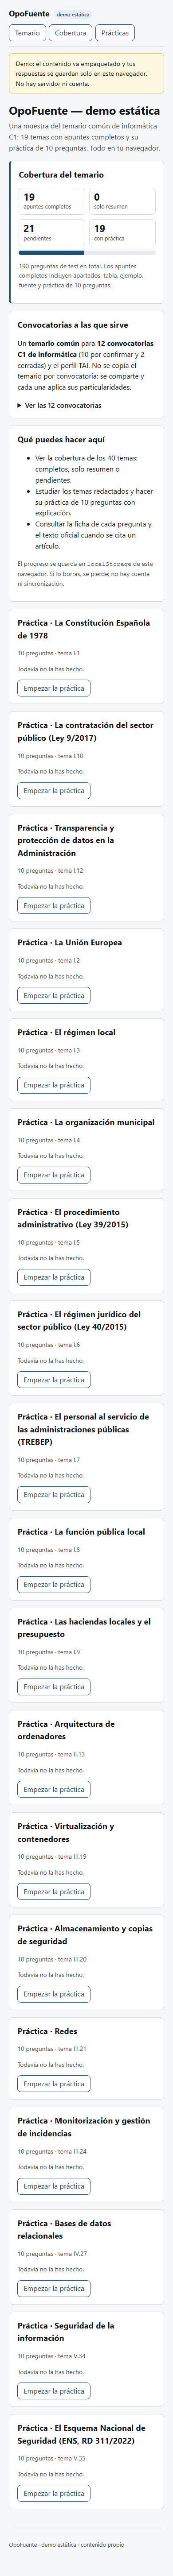 OpoFuente demo estática
Temario Cobertura Prácticas
Demo: el contenido va empaquetado y tus
respuestas se guardan solo en este navegador.
No hay servidor ni cuenta.
OpoFuente — demo estática
Una muestra del temario común de informática
C1: 19 temas con apuntes completos y su
práctica de 10 preguntas. Todo en tu navegador.
Cobertura del temario
19
apuntes completos
0
solo resumen
21
pendientes
19
con práctica
190 preguntas de test en total. Los apuntes
completos incluyen apartados, tabla, ejemplo,
fuente y práctica de 10 preguntas.
Convocatorias a las que sirve
Un temario común para 12 convocatorias
C1 de informática (10 por confirmar y 2
cerradas) y el perfil TAI. No se copia el
temario por convocatoria: se comparte y
cada una aplica sus particularidades.
▶ Ver las 12 convocatorias
Qué puedes hacer aquí
• Ver la cobertura de los 40 temas:
completos, solo resumen o
pendientes.
• Estudiar los temas redactados y hacer
su práctica de 10 preguntas con
explicación.
• Consultar la ficha de cada pregunta y
el texto oficial cuando se cita un
artículo.
El progreso se guarda en localStorage de este
navegador. Si lo borras, se pierde; no hay cuenta
ni sincronización.
Práctica · La Constitución Española
de 1978
10 preguntas · tema I.1
Todavía no la has hecho.
Empezar la práctica
Práctica · La contratación del sector
público (Ley 9/2017)
10 preguntas · tema I.10
Todavía no la has hecho.
Empezar la práctica
Práctica · Transparencia y
protección de datos en la
Administración
10 preguntas · tema I.12
Todavía no la has hecho.
Empezar la práctica
Práctica · La Unión Europea
10 preguntas · tema I.2
Todavía no la has hecho.
Empezar la práctica
Práctica · El régimen local
10 preguntas · tema I.3
Todavía no la has hecho.
Empezar la práctica
Práctica · La organización municipal
10 preguntas · tema I.4
Todavía no la has hecho.
Empezar la práctica
Práctica · El procedimiento
administrativo (Ley 39/2015)
10 preguntas · tema I.5
Todavía no la has hecho.
Empezar la práctica
Práctica · El régimen jurídico del
sector público (Ley 40/2015)
10 preguntas · tema I.6
Todavía no la has hecho.
Empezar la práctica
Práctica · El personal al servicio de
las administraciones públicas
(TREBEP)
10 preguntas · tema I.7
Todavía no la has hecho.
Empezar la práctica
Práctica · La función pública local
10 preguntas · tema I.8
Todavía no la has hecho.
Empezar la práctica
Práctica · Las haciendas locales y el
presupuesto
10 preguntas · tema I.9
Todavía no la has hecho.
Empezar la práctica
Práctica · Arquitectura de
ordenadores
10 preguntas · tema II.13
Todavía no la has hecho.
Empezar la práctica
Práctica · Virtualización y
contenedores
10 preguntas · tema III.19
Todavía no la has hecho.
Empezar la práctica
Práctica · Almacenamiento y copias
de seguridad
10 preguntas · tema III.20
Todavía no la has hecho.
Empezar la práctica
Práctica · Redes
10 preguntas · tema III.21
Todavía no la has hecho.
Empezar la práctica
Práctica · Monitorización y gestión
de incidencias
10 preguntas · tema III.24
Todavía no la has hecho.
Empezar la práctica
Práctica · Bases de datos
relacionales
10 preguntas · tema IV.27
Todavía no la has hecho.
Empezar la práctica
Práctica · Seguridad de la
información
10 preguntas · tema V.34
Todavía no la has hecho.
Empezar la práctica
Práctica · El Esquema Nacional de
Seguridad (ENS, RD 311/2022)
10 preguntas · tema V.35
Todavía no la has hecho.
Empezar la práctica
OpoFuente · demo estática · contenido propio